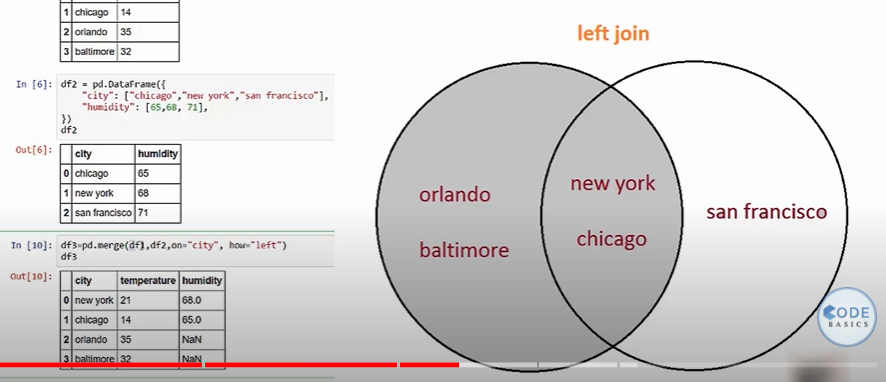 1 chicago 14
2 orlando 35
3 baltimore 32
In [6]: df2 = pd.DataFrame({
"city": ["chicago","new york","san francisco"],
"humidity": [65,68, 71],
})
df2
Out[6]:
city humidity
0 chicago 65
1 new york 68
2 san francisco 71
In [10]: df3=pd.merge(df1,df2,on="city", how="left")
df3
Out[10]:
city temperature humidity
0 new york 21 68.0
1 chicago 14 65.0
2 orlando 35 NaN
3 baltimore 32 NaN
left join
orlando
baltimore
new york
chicago
san francisco
CODE
BASICS